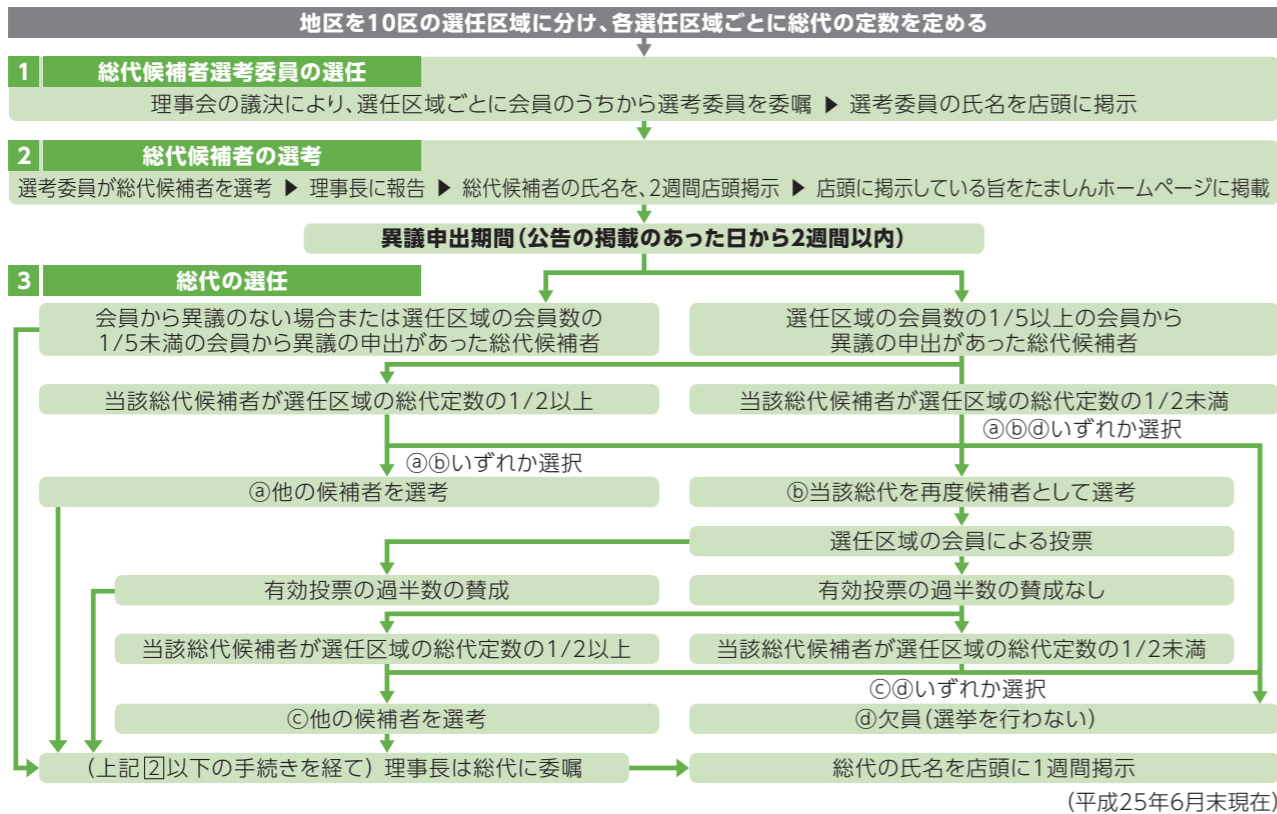 地区を10区の選任区域に分け、各選任区域ごとに総代の定数を定める
1 総代候補者選考委員の選任
理事会の議決により、選任区域ごとに会員のうちから選考委員を委嘱 ▶ 選考委員の氏名を店頭に掲示
2 総代候補者の選考
選考委員が総代候補者を選考 ▶ 理事長に報告 ▶ 総代候補者の氏名を、2週間店頭掲示 ▶ 店頭に掲示している旨をたましんホームページに掲載
異議申出期間（公告の掲載のあった日から2週間以内）
3 総代の選任
会員から異議のない場合または選任区域の会員数の
1/5未満の会員から異議の申出があった総代候補者
選任区域の会員数の1/5以上の会員から
異議の申出があった総代候補者
当該総代候補者が選任区域の総代定数の1/2以上
当該総代候補者が選任区域の総代定数の1/2未満
ⓐⓑⓓいずれか選択
ⓐⓑいずれか選択
ⓐ他の候補者を選考
ⓑ当該総代を再度候補者として選考
選任区域の会員による投票
有効投票の過半数の賛成
有効投票の過半数の賛成なし
当該総代候補者が選任区域の総代定数の1/2以上
当該総代候補者が選任区域の総代定数の1/2未満
ⓒⓓいずれか選択
ⓒ他の候補者を選考
ⓓ欠員（選挙を行わない）
（上記2以下の手続きを経て）理事長は総代に委嘱
総代の氏名を店頭に1週間掲示
（平成25年6月末現在）